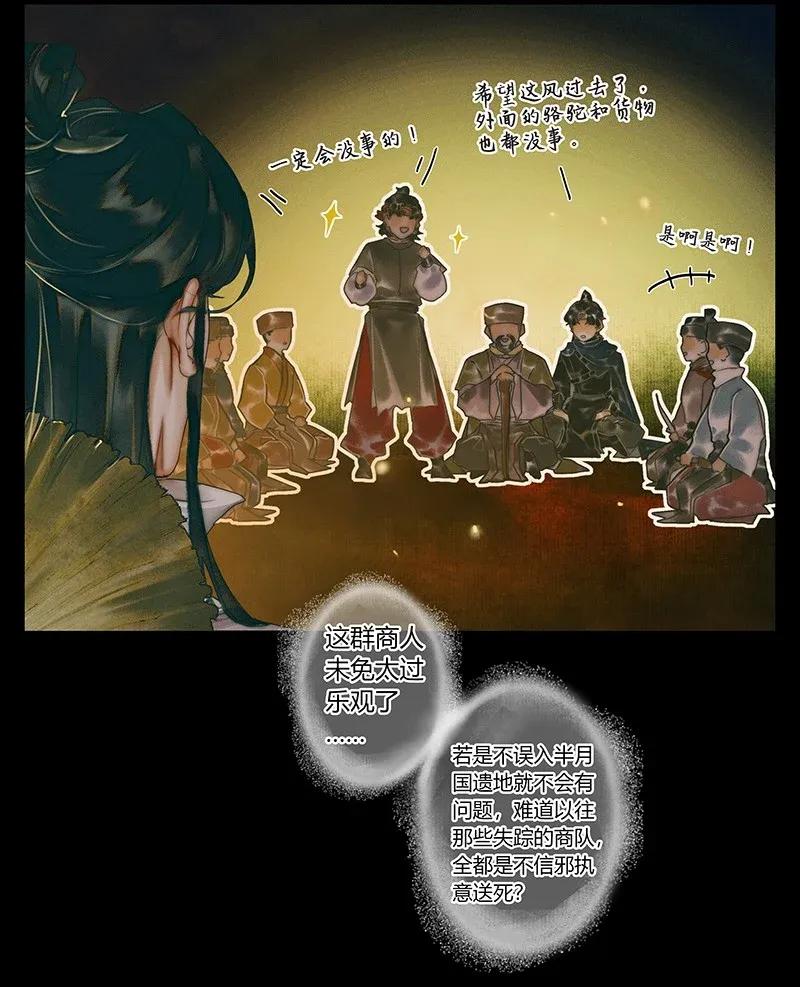 一定会没事的！
希望这风过去了，
外面的骆驼和货物
也都没事。
是啊是啊！
这群商人
未免太过
乐观了
……
若是不误入半月
国遗地就不会有
问题，难道以往
那些失踪的商队，
全都是不信邪执
意送死？